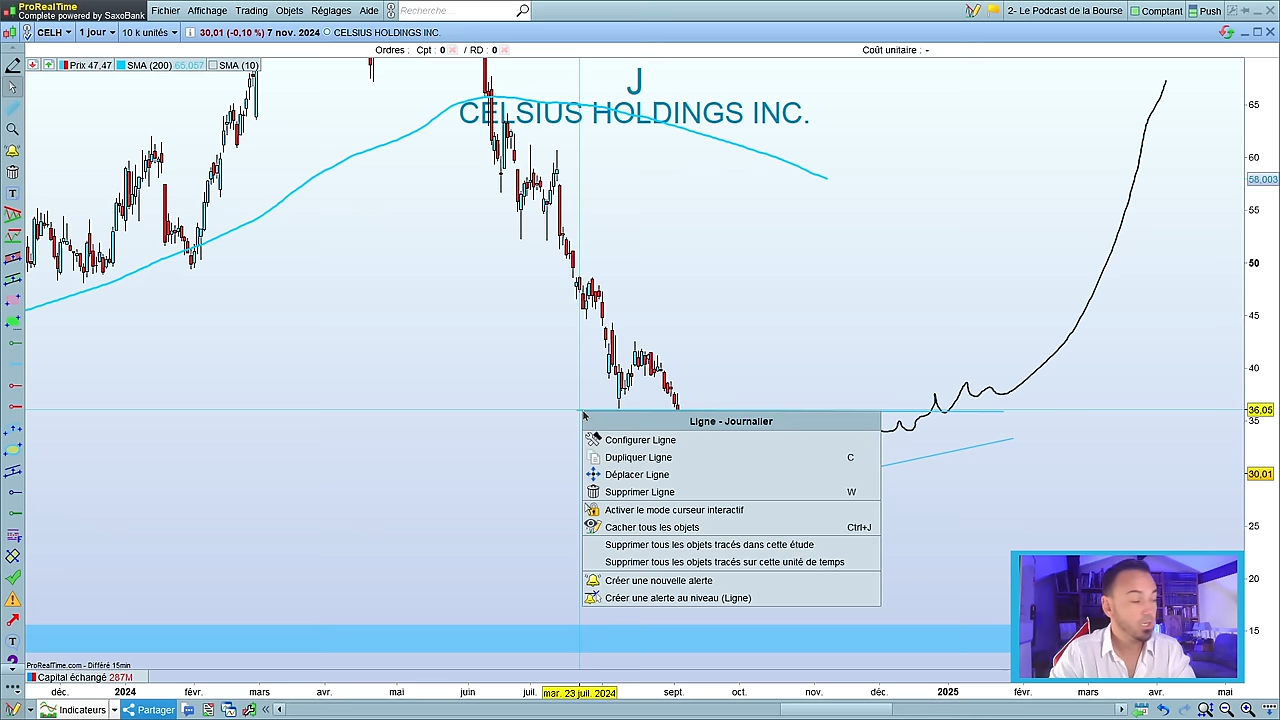 ProRealTime
Complete powered by SaxoBank
Fichier Affichage Trading Objets Réglages Aide
Recherche
2- Le Podcast de la Bourse Comptant Push
CELH 1 jour 10 k unités 30,01 (-0,10 %) 7 nov. 2024 CELSIUS HOLDINGS INC.
Ordres : Cpt : 0 / RD : 0 Coût unitaire : -
Prix 47,47 SMA (200) 65.057 SMA (10)
J
CELSIUS HOLDINGS INC.
65
60
58,003
55
50
45
40
36,05
35
30,01
25
20
15
Ligne - Journalier
Configurer Ligne
Dupliquer Ligne C
Déplacer Ligne
Supprimer Ligne W
Activer le mode curseur interactif
Cacher tous les objets Ctrl+J
Supprimer tous les objets tracés dans cette étude
Supprimer tous les objets tracés sur cette unité de temps
Créer une nouvelle alerte
Créer une alerte au niveau (Ligne)
ProRealTime.com - Différé 15min
Capital échangé 287M
déc. 2024 févr. mars avr. mai juin juil. mar. 23 juil. 2024 sept. oct. nov. déc. 2025 févr. mars avr. mai
Indicateurs Partager